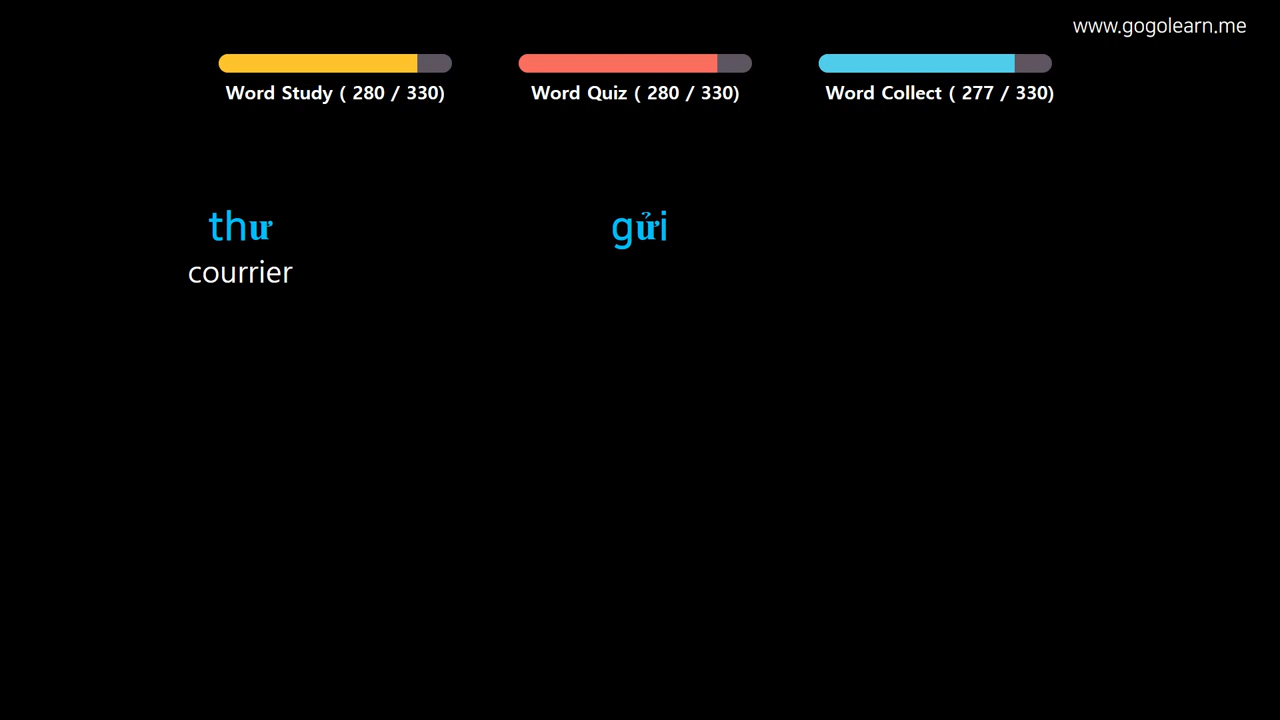 www.gogolearn.me
Word Study ( 280 / 330)
Word Quiz ( 280 / 330)
Word Collect ( 277 / 330)
thư
gửi
courrier